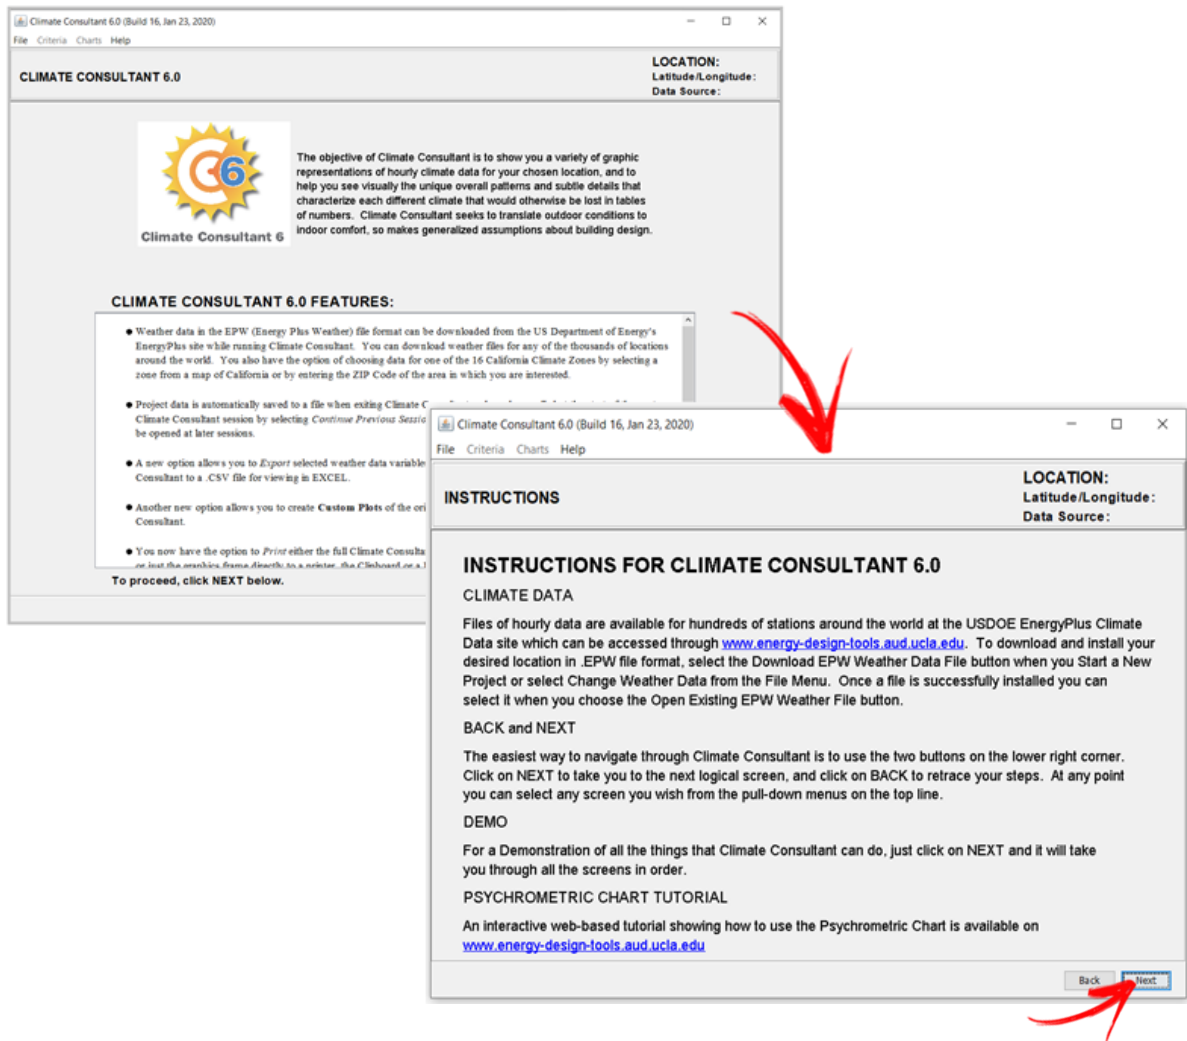 Climate Consultant 6.0 (Build 16, Jan 23, 2020)
File Criteria Charts Help
CLIMATE CONSULTANT 6.0
LOCATION:
Latitude/Longitude:
Data Source:
C6
Climate Consultant 6
The objective of Climate Consultant is to show you a variety of graphic
representations of hourly climate data for your chosen location, and to
help you see visually the unique overall patterns and subtle details that
characterize each different climate that would otherwise be lost in tables
of numbers. Climate Consultant seeks to translate outdoor conditions to
indoor comfort, so makes generalized assumptions about building design.
CLIMATE CONSULTANT 6.0 FEATURES:
● Weather data in the EPW (Energy Plus Weather) file format can be downloaded from the US Department of Energy's
EnergyPlus site while running Climate Consultant. You can download weather files for any of the thousands of locations
around the world. You also have the option of choosing data for one of the 16 California Climate Zones by selecting a
zone from a map of California or by entering the ZIP Code of the area in which you are interested.
● Project data is automatically saved to a file when exiting Climate
Climate Consultant session by selecting Continue Previous
be opened at later sessions.
● A new option allows you to Export selected weather data variable
Consultant to a .CSV file for viewing in EXCEL.
● Another new option allows you to create Custom Plots of the
Consultant.
● You now have the option to Print either the full Climate
or just the graphics frame directly to a printer, the Clipboard or a
To proceed, click NEXT below.
Climate Consultant 6.0 (Build 16, Jan 23, 2020)
File Criteria Charts Help
INSTRUCTIONS
LOCATION:
Latitude/Longitude:
Data Source:
INSTRUCTIONS FOR CLIMATE CONSULTANT 6.0
CLIMATE DATA
Files of hourly data are available for hundreds of stations around the world at the USDOE EnergyPlus Climate
Data site which can be accessed through www.energy-design-tools.aud.ucla.edu. To download and install your
desired location in .EPW file format, select the Download EPW Weather Data File button when you Start a New
Project or select Change Weather Data from the File Menu. Once a file is successfully installed you can
select it when you choose the Open Existing EPW Weather File button.
BACK and NEXT
The easiest way to navigate through Climate Consultant is to use the two buttons on the lower right corner.
Click on NEXT to take you to the next logical screen, and click on BACK to retrace your steps. At any point
you can select any screen you wish from the pull-down menus on the top line.
DEMO
For a Demonstration of all the things that Climate Consultant can do, just click on NEXT and it will take
you through all the screens in order.
PSYCHROMETRIC CHART TUTORIAL
An interactive web-based tutorial showing how to use the Psychrometric Chart is available on
www.energy-design-tools.aud.ucla.edu
Back Next